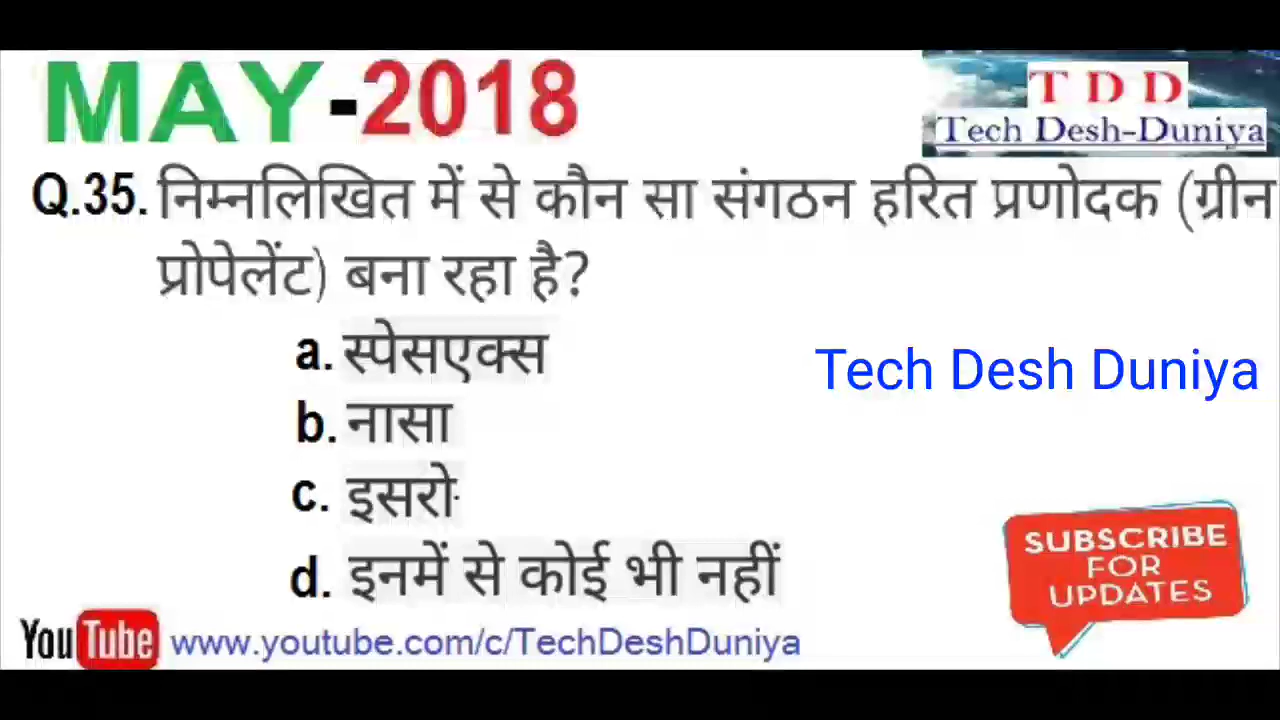 MAY-2018
T D D
Tech Desh-Duniya
Q.35. निम्नलिखित में से कौन सा संगठन हरित प्रणोदक (ग्रीन
प्रोपेलेंट) बना रहा है?
a. स्पेसएक्स
Tech Desh Duniya
b. नासा
c. इसरो
d. इनमें से कोई भी नहीं
SUBSCRIBE
FOR
UPDATES
YouTube www.youtube.com/c/TechDeshDuniya